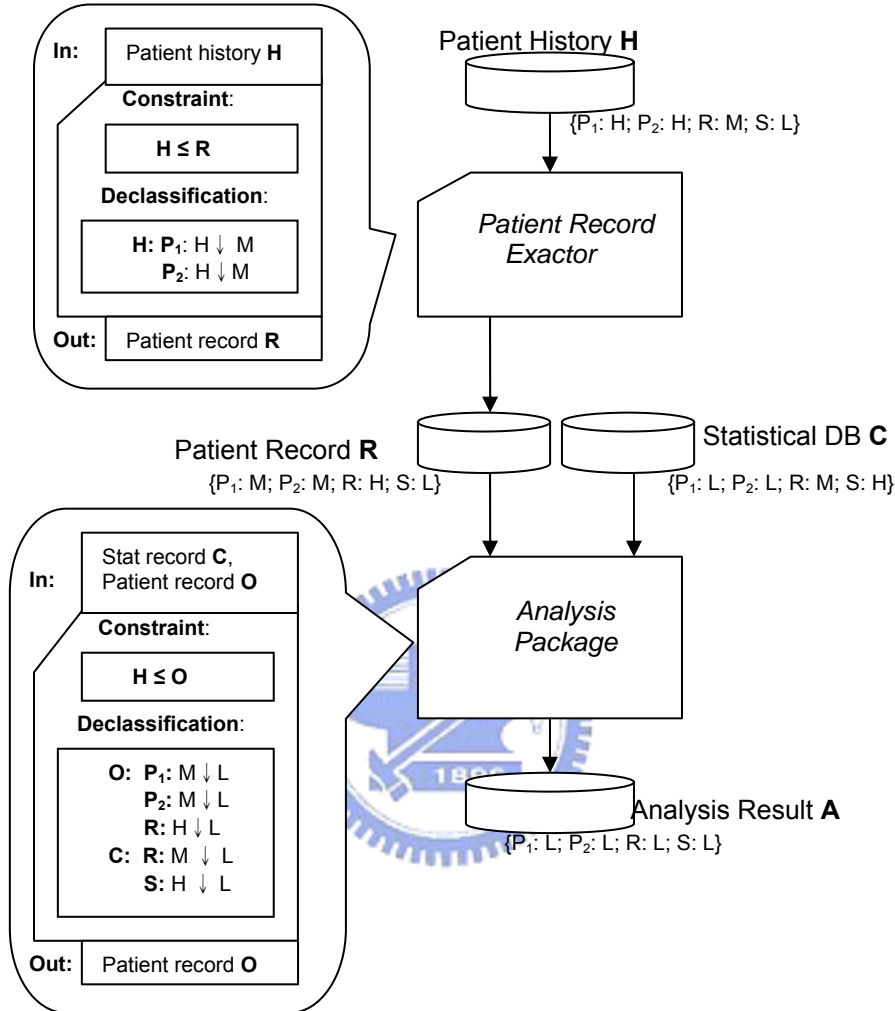 In:
Patient history H
Constraint:
H ≤ R
Declassification:
H: P₁: H ↓ M
P₂: H ↓ M
Out:
Patient record R
Patient History H
{P₁: H; P₂: H; R: M; S: L}
Patient Record
Exactor
Patient Record R
{P₁: M; P₂: M; R: H; S: L}
Statistical DB C
{P₁: L; P₂: L; R: M; S: H}
In:
Stat record C,
Patient record O
Constraint:
H ≤ O
Declassification:
O: P₁: M ↓ L
P₂: M ↓ L
R: H ↓ L
C: R: M ↓ L
S: H ↓ L
Out:
Patient record O
Analysis
Package
1896
Analysis Result A
{P₁: L; P₂: L; R: L; S: L}